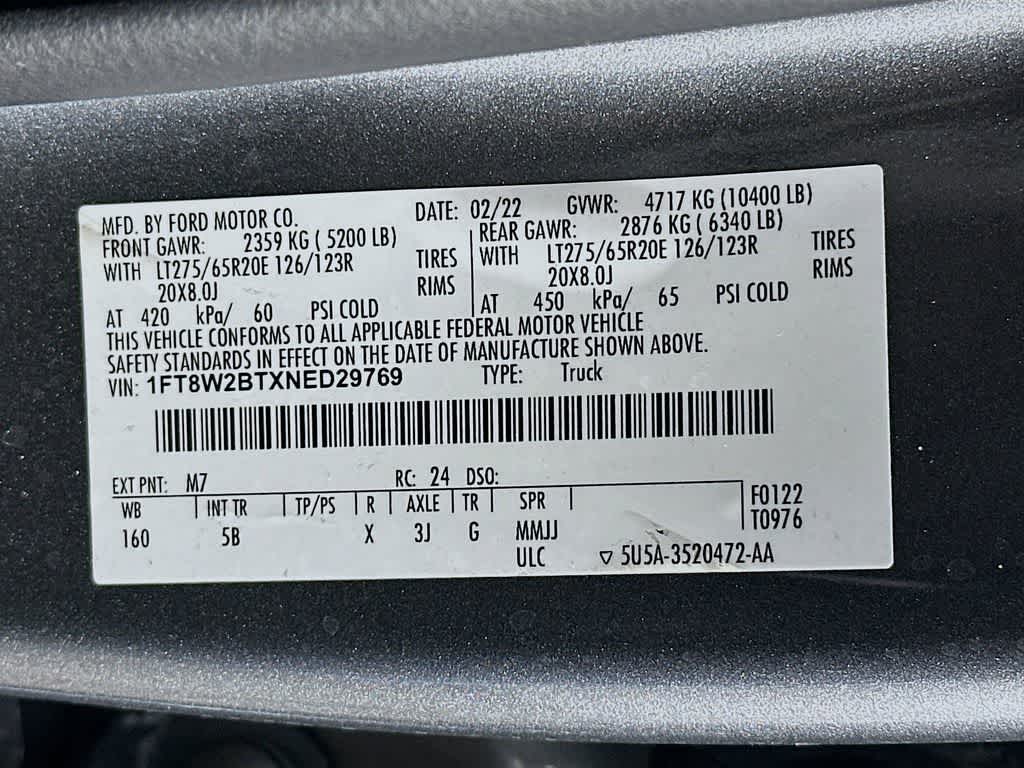 MFD. BY FORD MOTOR CO. DATE: 02/22 GVWR: 4717 KG (10400 LB)
FRONT GAWR: 2359 KG ( 5200 LB) REAR GAWR: 2876 KG ( 6340 LB)
WITH LT275/65R20E 126/123R TIRES WITH LT275/65R20E 126/123R TIRES
20X8.0J RIMS 20X8.0J RIMS
AT 420 kPa/ 60 PSI COLD AT 450 kPa/ 65 PSI COLD
THIS VEHICLE CONFORMS TO ALL APPLICABLE FEDERAL MOTOR VEHICLE
SAFETY STANDARDS IN EFFECT ON THE DATE OF MANUFACTURE SHOWN ABOVE.
VIN: 1FT8W2BTXNED29769 TYPE: Truck
EXT PNT: M7 RC: 24 DSO:
WB INT TR TP/PS R AXLE TR SPR F0122
160 5B X 3J G MMJJ T0976
ULC ▽ 5U5A-3520472-AA